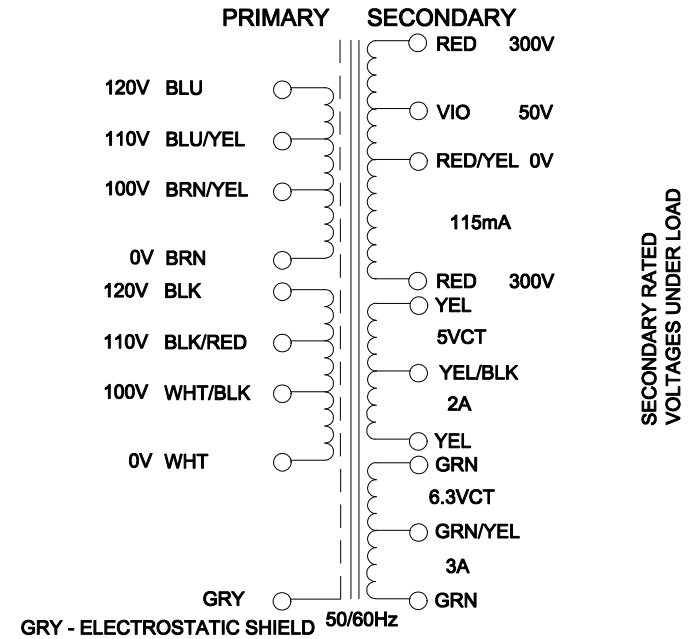 PRIMARY SECONDARY
RED 300V
120V BLU
VIO 50V
110V BLU/YEL
RED/YEL 0V
100V BRN/YEL
115mA
0V BRN
RED 300V
120V BLK
YEL
110V BLK/RED
5VCT
YEL/BLK
100V WHT/BLK
2A
YEL
0V WHT
GRN
6.3VCT
GRN/YEL
3A
GRY
GRN
GRY - ELECTROSTATIC SHIELD
50/60Hz
SECONDARY RATED
VOLTAGES UNDER LOAD